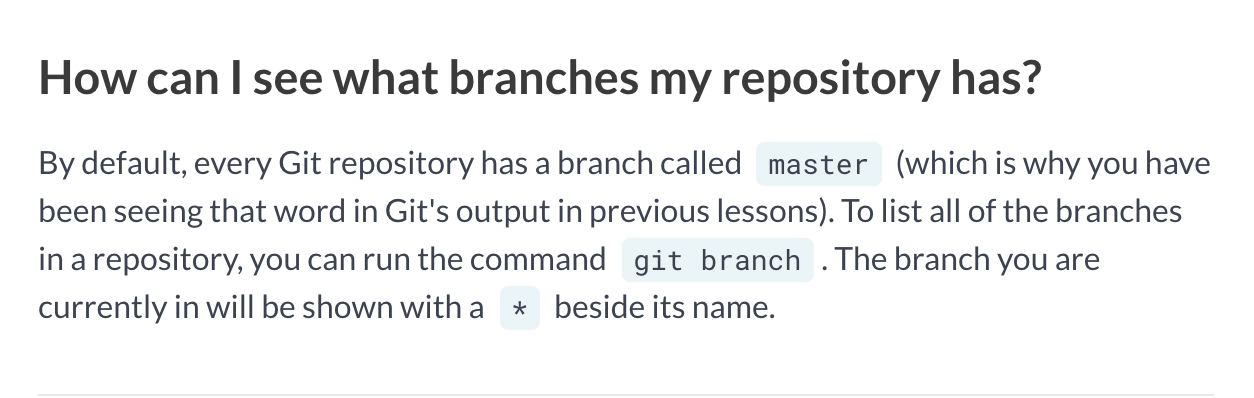 How can I see what branches my repository has?
By default, every Git repository has a branch called master (which is why you have
been seeing that word in Git's output in previous lessons). To list all of the branches
in a repository, you can run the command git branch . The branch you are
currently in will be shown with a * beside its name.